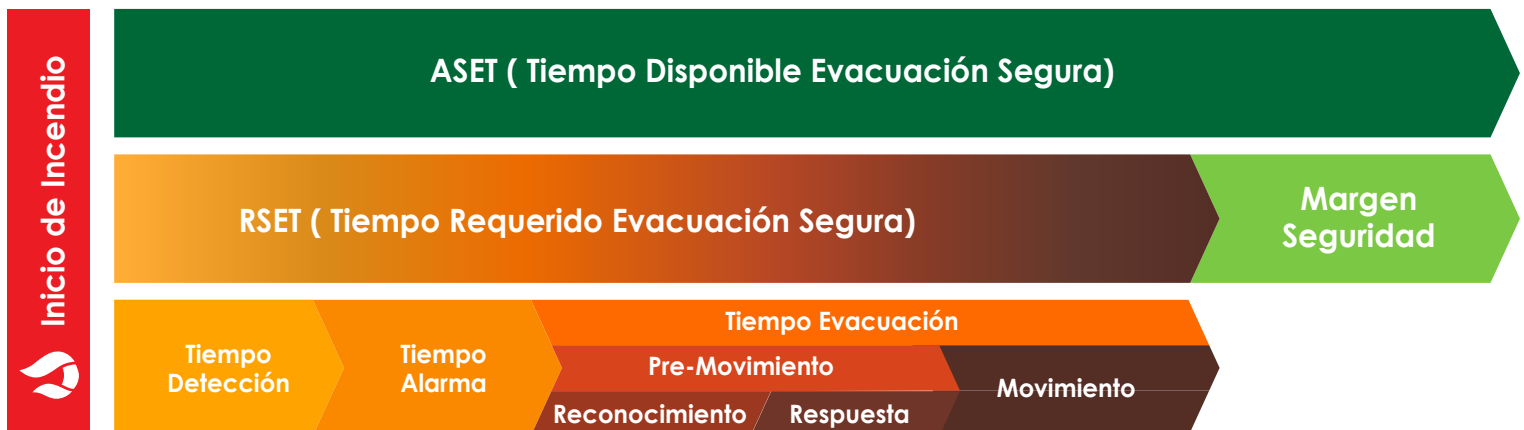 Inicio de Incendio
ASET ( Tiempo Disponible Evacuación Segura)
RSET ( Tiempo Requerido Evacuación Segura)
Margen
Seguridad
Tiempo
Detección
Tiempo
Alarma
Tiempo Evacuación
Pre-Movimiento
Movimiento
Reconocimiento
Respuesta